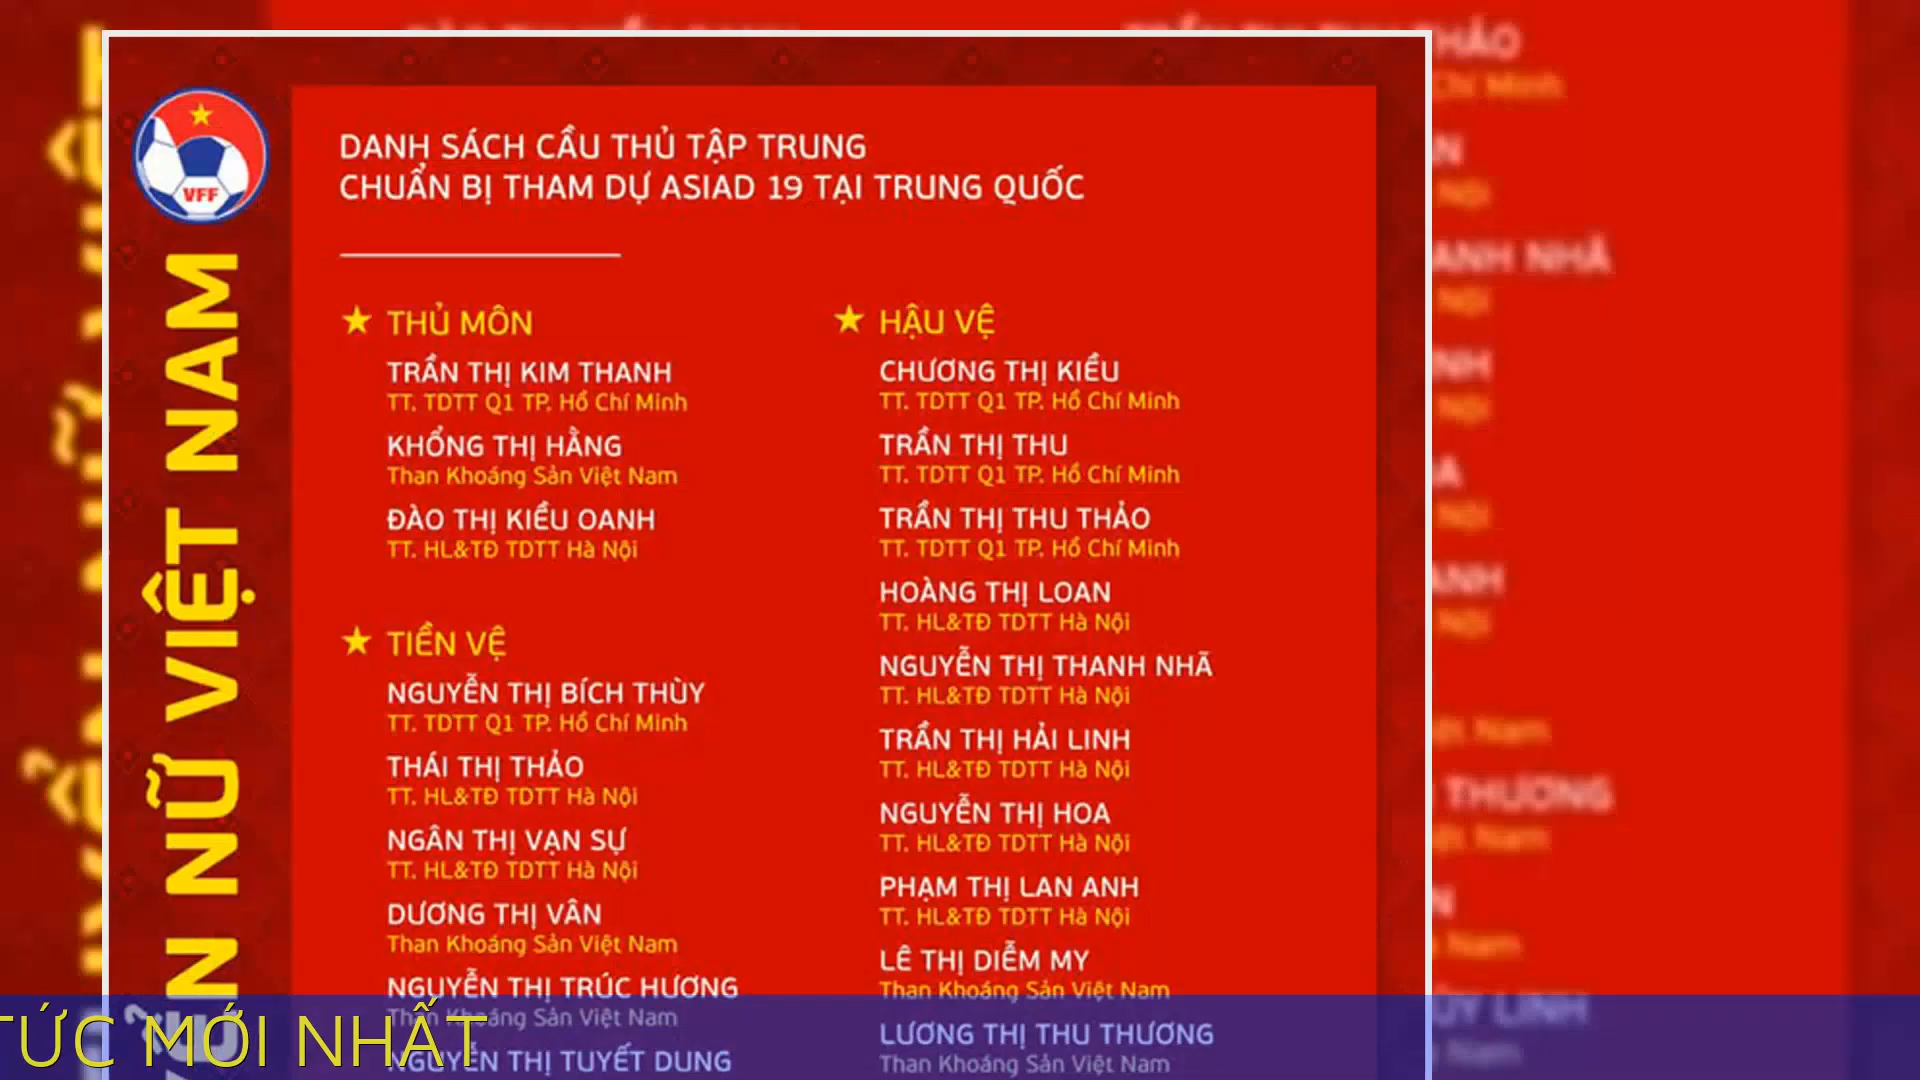 VFF
DANH SÁCH CẦU THỦ TẬP TRUNG
CHUẨN BỊ THAM DỰ ASIAD 19 TẠI TRUNG QUỐC
NỮ VIỆT NAM
★ THỦ MÔN
TRẦN THỊ KIM THANH
TT. TDTT Q1 TP. Hồ Chí Minh
KHỔNG THỊ HẰNG
Than Khoáng Sản Việt Nam
ĐÀO THỊ KIỀU OANH
TT. HL&TĐ TDTT Hà Nội
★ TIỀN VỆ
NGUYỄN THỊ BÍCH THÙY
TT. TDTT Q1 TP. Hồ Chí Minh
THÁI THỊ THẢO
TT. HL&TĐ TDTT Hà Nội
NGÂN THỊ VẠN SỰ
TT. HL&TĐ TDTT Hà Nội
DƯƠNG THỊ VÂN
Than Khoáng Sản Việt Nam
NGUYỄN THỊ TRÚC HƯƠNG
Than Khoáng Sản Việt Nam
NGUYỄN THỊ TUYẾT DUNG
★ HẬU VỆ
CHƯƠNG THỊ KIỀU
TT. TDTT Q1 TP. Hồ Chí Minh
TRẦN THỊ THU
TT. TDTT Q1 TP. Hồ Chí Minh
TRẦN THỊ THU THẢO
TT. TDTT Q1 TP. Hồ Chí Minh
HOÀNG THỊ LOAN
TT. HL&TĐ TDTT Hà Nội
NGUYỄN THỊ THANH NHÃ
TT. HL&TĐ TDTT Hà Nội
TRẦN THỊ HẢI LINH
TT. HL&TĐ TDTT Hà Nội
NGUYỄN THỊ HOA
TT. HL&TĐ TDTT Hà Nội
PHẠM THỊ LAN ANH
TT. HL&TĐ TDTT Hà Nội
LÊ THỊ DIỄM MY
Than Khoáng Sản Việt Nam
LƯƠNG THỊ THU THƯƠNG
Than Khoáng Sản Việt Nam
TỨC MỚI NHẤT